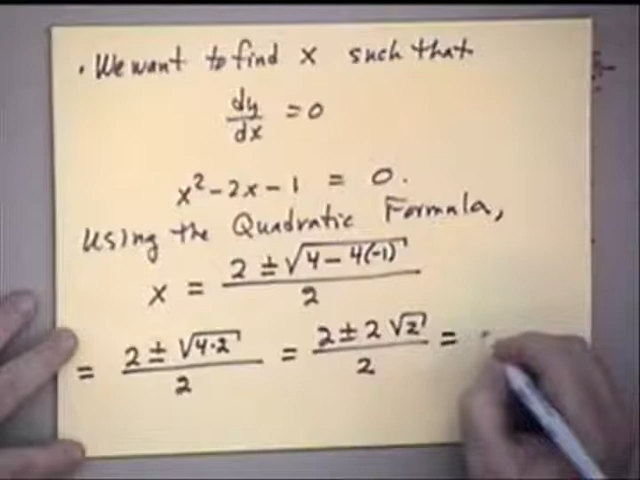 • We want to find x such that
dy/dx = 0
x² - 2x - 1 = 0.
Using the Quadratic Formula,
x = (2 ± √(4 - 4(-1)))/2
= (2 ± √(4·2))/2 = (2 ± 2√2)/2 =